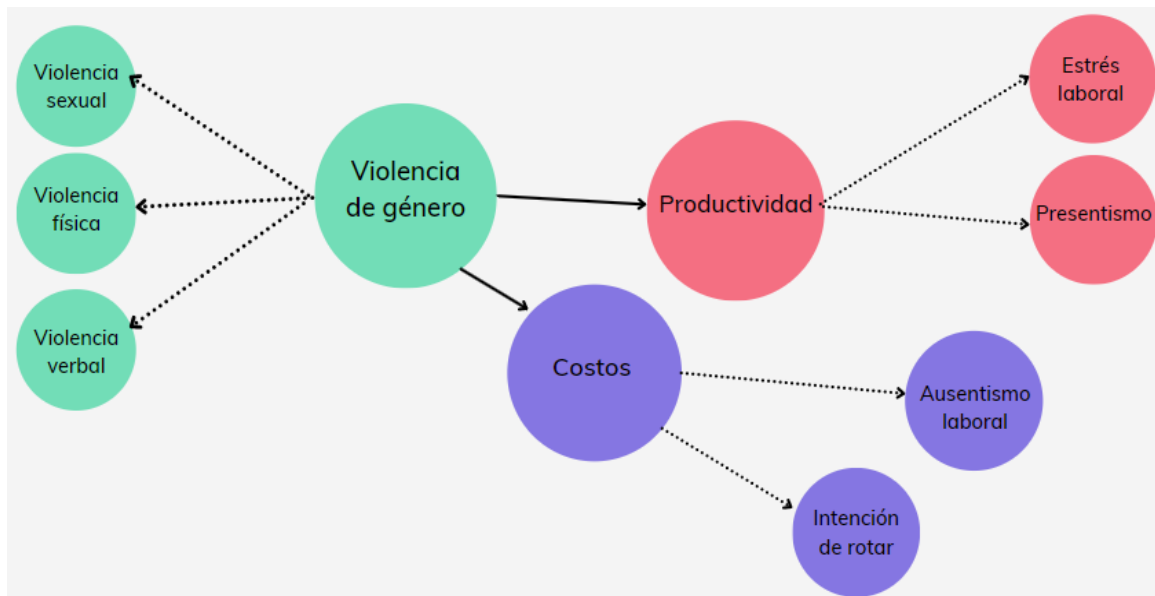 Violencia
sexual
Violencia
física
Violencia
verbal
Violencia
de género
Productividad
Estrés
laboral
Presentismo
Costos
Ausentismo
laboral
Intención
de rotar